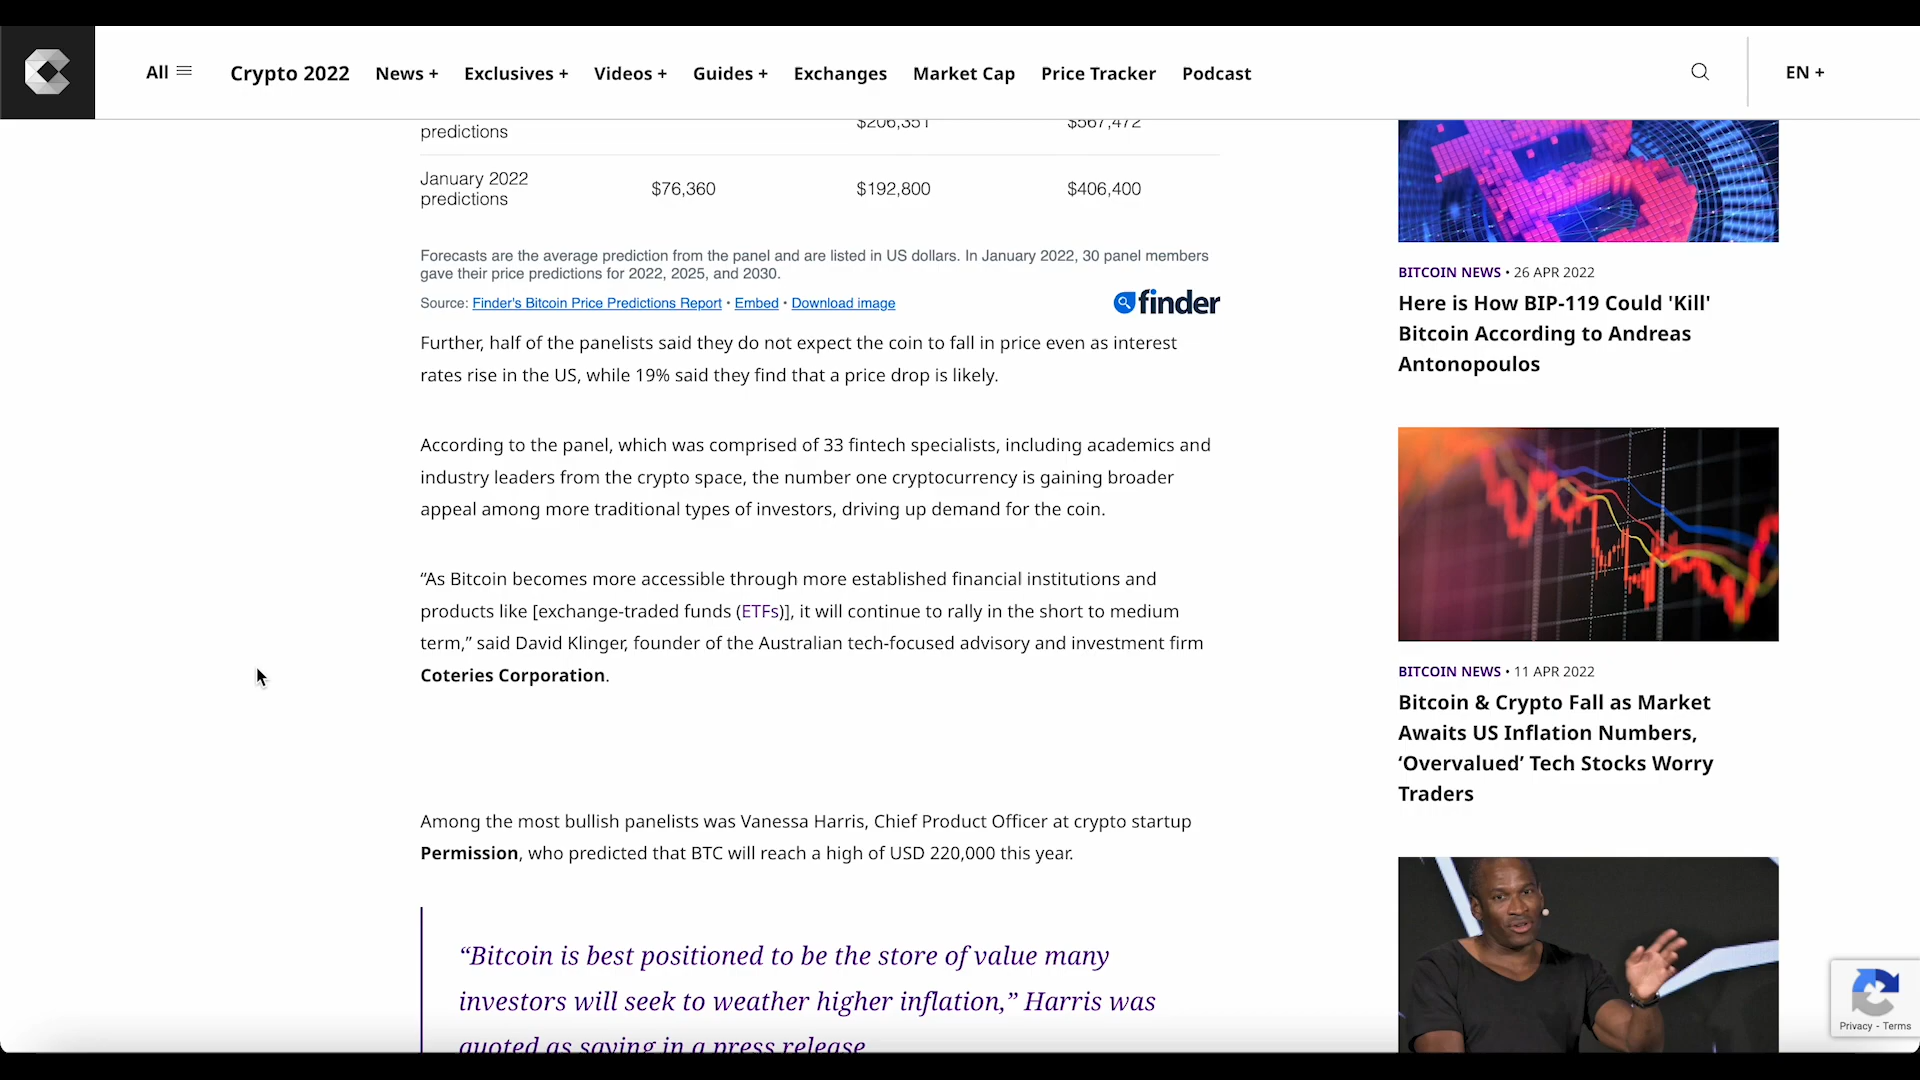 All
Crypto 2022
News +
Exclusives +
Videos +
Guides +
Exchanges
Market Cap
Price Tracker
Podcast
EN +
predictions
$206,351
$567,472
January 2022
predictions
$76,360
$192,800
$406,400
Forecasts are the average prediction from the panel and are listed in US dollars. In January 2022, 30 panel members
gave their price predictions for 2022, 2025, and 2030.
Source: Finder's Bitcoin Price Predictions Report • Embed • Download image
finder
Further, half of the panelists said they do not expect the coin to fall in price even as interest
rates rise in the US, while 19% said they find that a price drop is likely.
According to the panel, which was comprised of 33 fintech specialists, including academics and
industry leaders from the crypto space, the number one cryptocurrency is gaining broader
appeal among more traditional types of investors, driving up demand for the coin.
“As Bitcoin becomes more accessible through more established financial institutions and
products like [exchange-traded funds (ETFs)], it will continue to rally in the short to medium
term,” said David Klinger, founder of the Australian tech-focused advisory and investment firm
Coteries Corporation.
Among the most bullish panelists was Vanessa Harris, Chief Product Officer at crypto startup
Permission, who predicted that BTC will reach a high of USD 220,000 this year.
“Bitcoin is best positioned to be the store of value many
investors will seek to weather higher inflation,” Harris was
quoted as saying in a press release
BITCOIN NEWS • 26 APR 2022
Here is How BIP-119 Could 'Kill'
Bitcoin According to Andreas
Antonopoulos
BITCOIN NEWS • 11 APR 2022
Bitcoin & Crypto Fall as Market
Awaits US Inflation Numbers,
‘Overvalued’ Tech Stocks Worry
Traders
Privacy - Terms